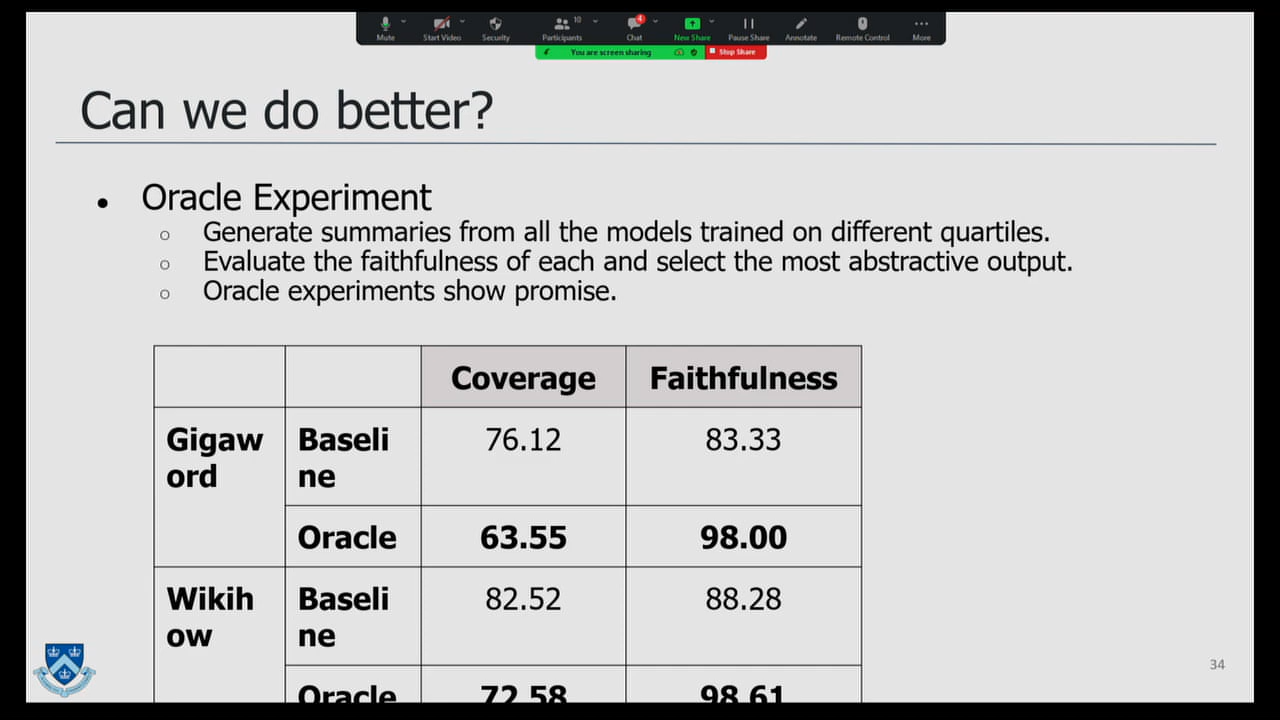 10
4
Mute
Start Video
Security
Participants
Chat
New Share
Pause Share
Annotate
Remote Control
More
You are screen sharing
Stop Share
Can we do better?
Oracle Experiment
Generate summaries from all the models trained on different quartiles.
Evaluate the faithfulness of each and select the most abstractive output.
Oracle experiments show promise.
Coverage Faithfulness
Gigaw
ord
Baseli
ne
76.12 83.33
Oracle 63.55 98.00
Wikih
ow
Baseli
ne
82.52 88.28
Oracle 72.58 98.61
34